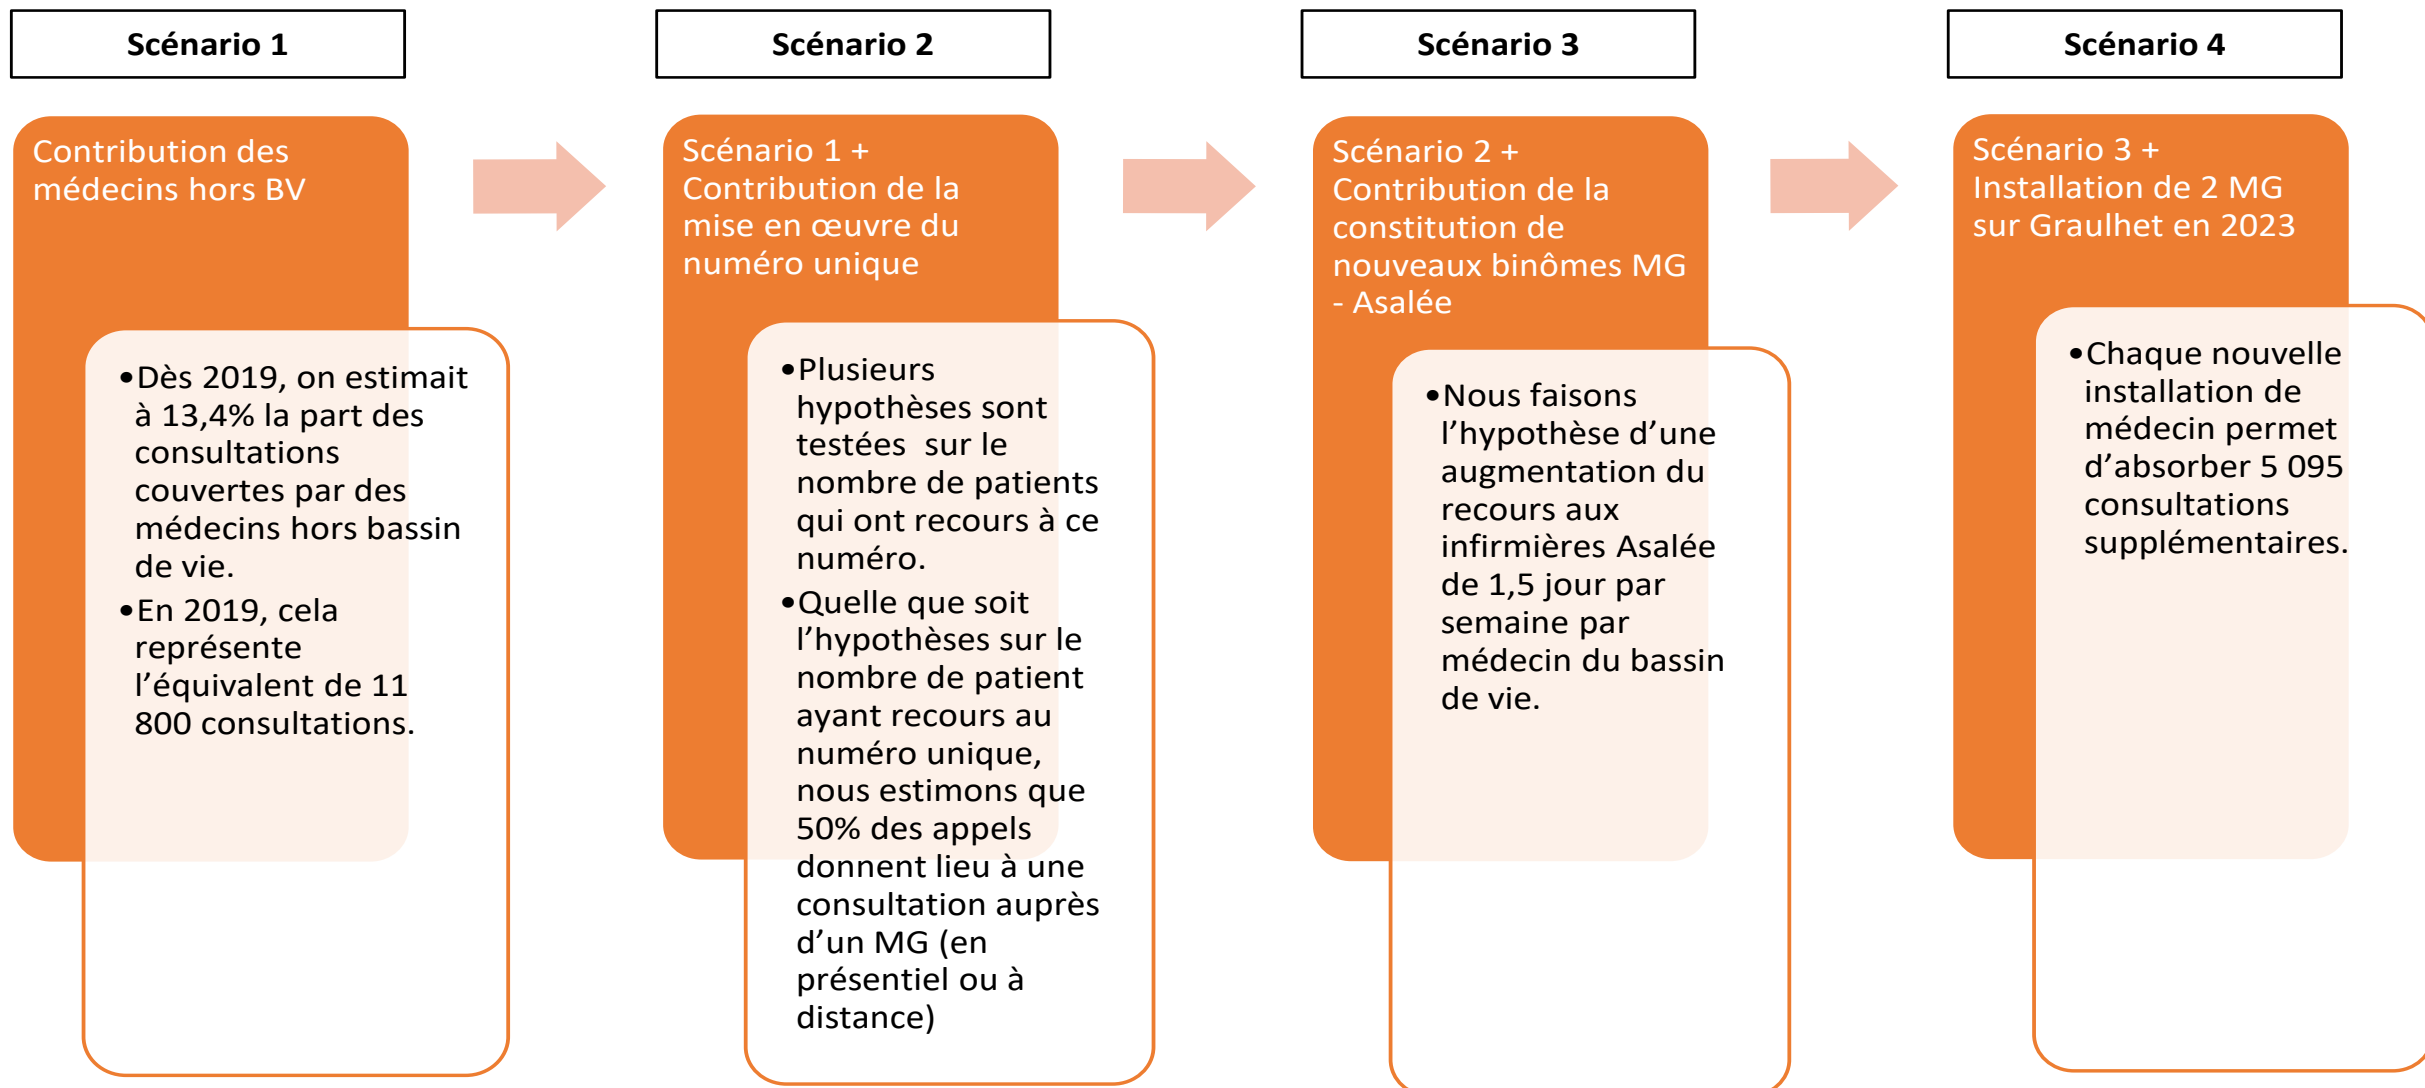 Scénario 1
Contribution des
médecins hors BV
•Dès 2019, on estimait
à 13,4% la part des
consultations
couvertes par des
médecins hors bassin
de vie.
•En 2019, cela
représente
l’équivalent de 11
800 consultations.
Scénario 2
Scénario 1 +
Contribution de la
mise en œuvre du
numéro unique
•Plusieurs
hypothèses sont
testées sur le
nombre de patients
qui ont recours à ce
numéro.
•Quelle que soit
l’hypothèses sur le
nombre de patient
ayant recours au
numéro unique,
nous estimons que
50% des appels
donnent lieu à une
consultation auprès
d’un MG (en
présentiel ou à
distance)
Scénario 3
Scénario 2 +
Contribution de la
constitution de
nouveaux binômes MG
- Asalée
•Nous faisons
l’hypothèse d’une
augmentation du
recours aux
infirmières Asalée
de 1,5 jour par
semaine par
médecin du bassin
de vie.
Scénario 4
Scénario 3 +
Installation de 2 MG
sur Graulhet en 2023
•Chaque nouvelle
installation de
médecin permet
d’absorber 5 095
consultations
supplémentaires.